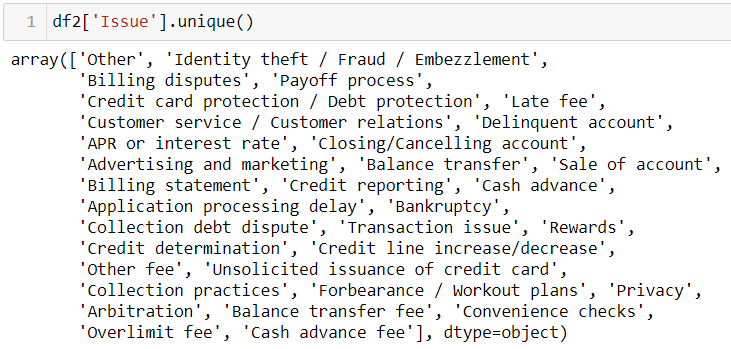 1 df2['Issue'].unique()
array(['Other', 'Identity theft / Fraud / Embezzlement',
'Billing disputes', 'Payoff process',
'Credit card protection / Debt protection', 'Late fee',
'Customer service / Customer relations', 'Delinquent account',
'APR or interest rate', 'Closing/Cancelling account',
'Advertising and marketing', 'Balance transfer', 'Sale of account',
'Billing statement', 'Credit reporting', 'Cash advance',
'Application processing delay', 'Bankruptcy',
'Collection debt dispute', 'Transaction issue', 'Rewards',
'Credit determination', 'Credit line increase/decrease',
'Other fee', 'Unsolicited issuance of credit card',
'Collection practices', 'Forbearance / Workout plans', 'Privacy',
'Arbitration', 'Balance transfer fee', 'Convenience checks',
'Overlimit fee', 'Cash advance fee'], dtype=object)